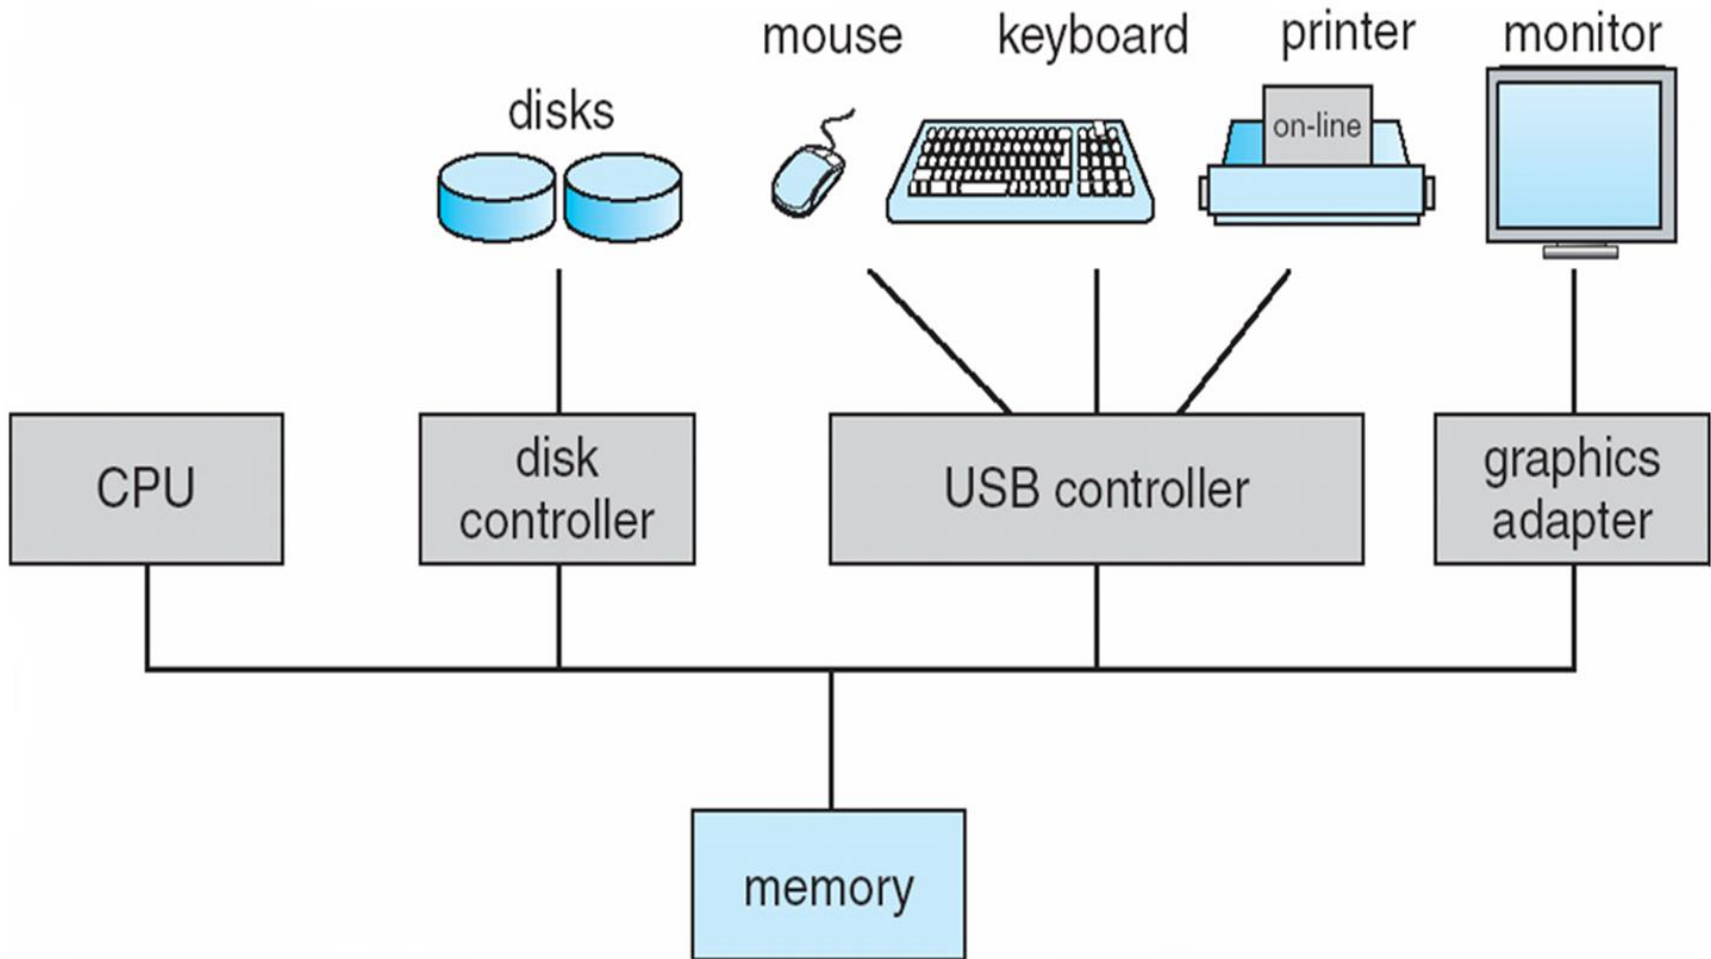 mouse
keyboard
printer
monitor
disks
on-line
CPU
disk
controller
USB controller
graphics
adapter
memory